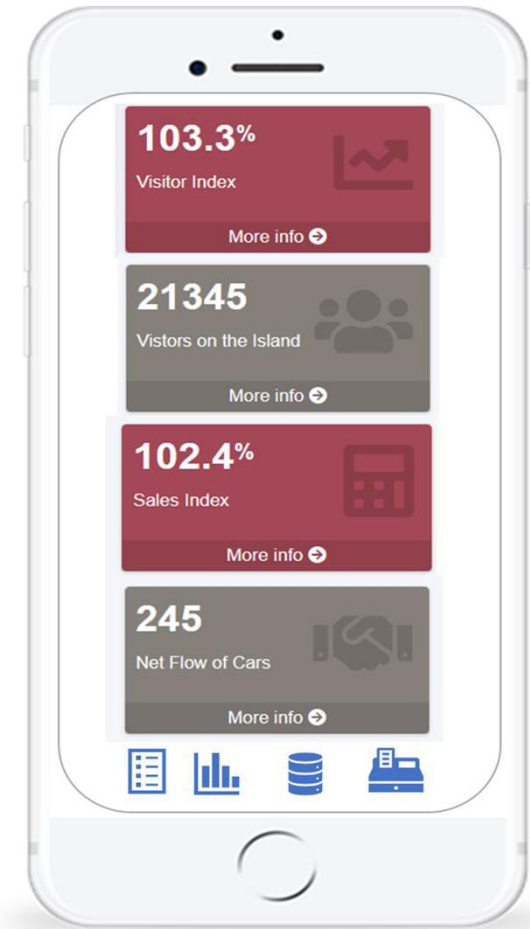 103.3%
Visitor Index
More info
21345
Vistors on the Island
More info
102.4%
Sales Index
More info
245
Net Flow of Cars
More info